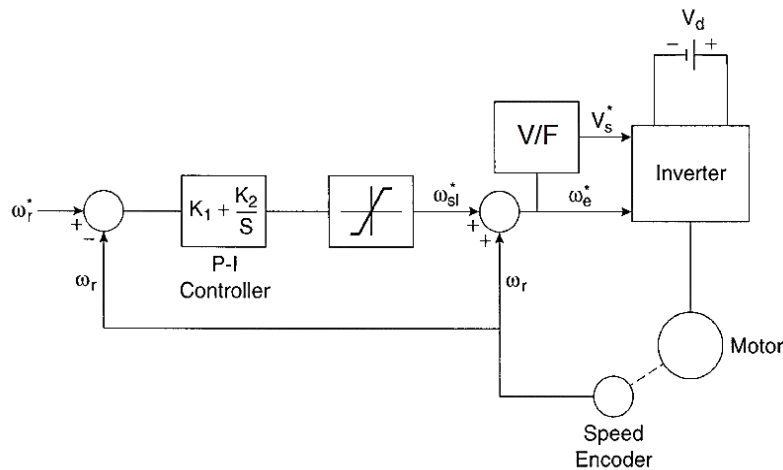 V_d
− +
V/F
V_s^*
Inverter
ω_r^*
+
−
K_1 + K_2/S
ω_sl^*
+
+
ω_e^*
ω_r
P-I
Controller
ω_r
Motor
Speed
Encoder